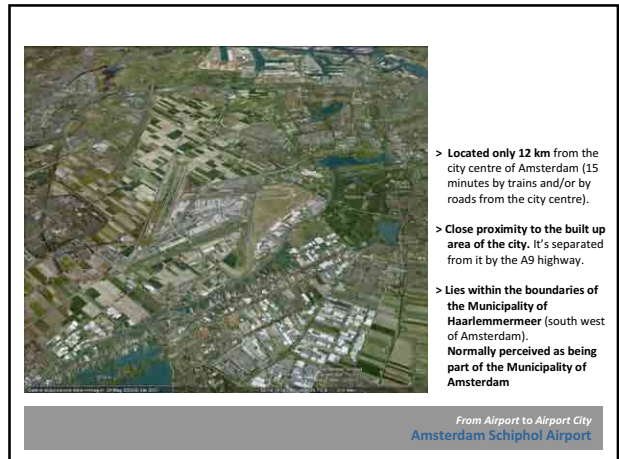 > Located only 12 km from the
city centre of Amsterdam (15
minutes by trains and/or by
roads from the city centre).
> Close proximity to the built up
area of the city. It's separated
from it by the A9 highway.
> Lies within the boundaries of
the Municipality of
Haarlemmermeer (south west
of Amsterdam).
Normally perceived as being
part of the Municipality of
Amsterdam
From Airport to Airport City
Amsterdam Schiphol Airport